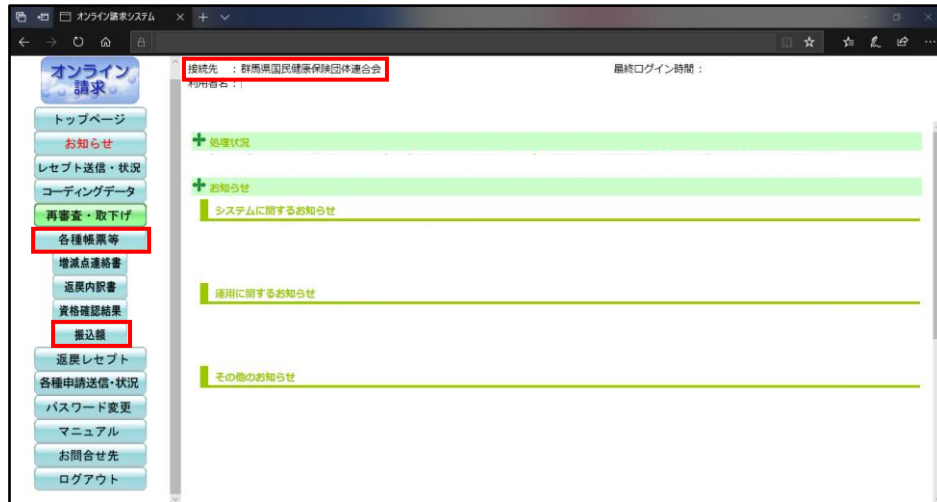 オンライン請求システム
オンライン
請求
トップページ
お知らせ
レセプト送信・状況
コーディングデータ
再審査・取下げ
各種帳票等
増減点連絡書
返戻内訳書
資格確認結果
振込額
返戻レセプト
各種申請送信・状況
パスワード変更
マニュアル
お問合せ先
ログアウト
接続先 ：群馬県国民健康保険団体連合会
最終ログイン時間：
利用者名：
処理状況
お知らせ
システムに関するお知らせ
運用に関するお知らせ
その他のお知らせ